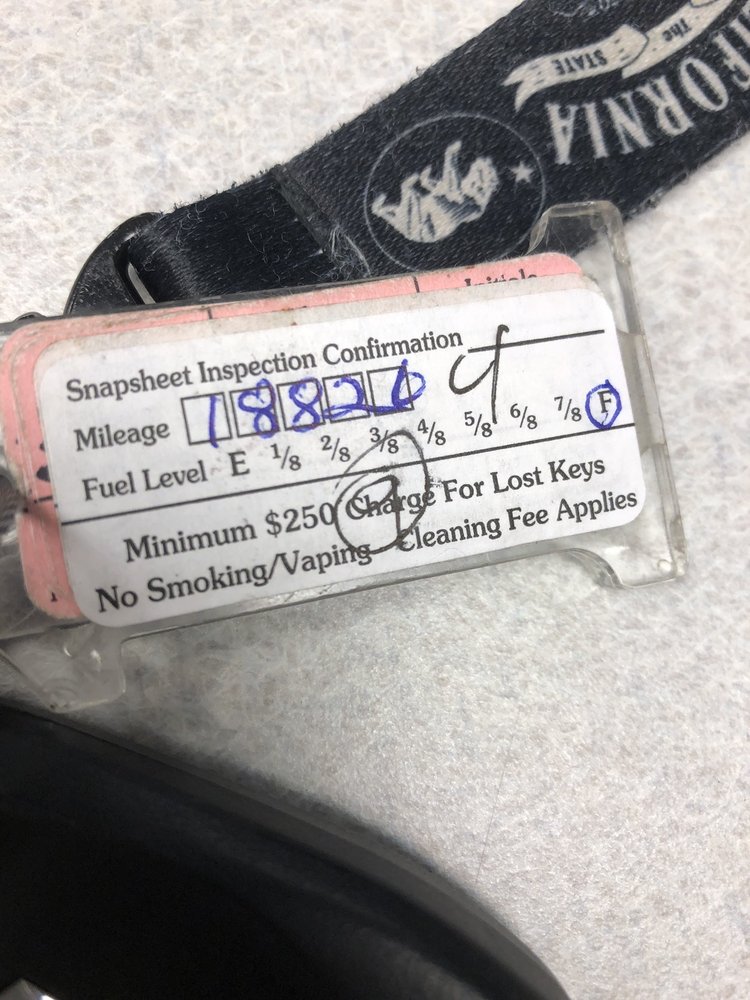 The
STATE
CALIFORNIA
Initials
Snapsheet Inspection Confirmation
Mileage 18826
Fuel Level E 1/8 2/8 3/8 4/8 5/8 6/8 7/8 F
Minimum $250 Charge For Lost Keys
No Smoking/Vaping Cleaning Fee Applies